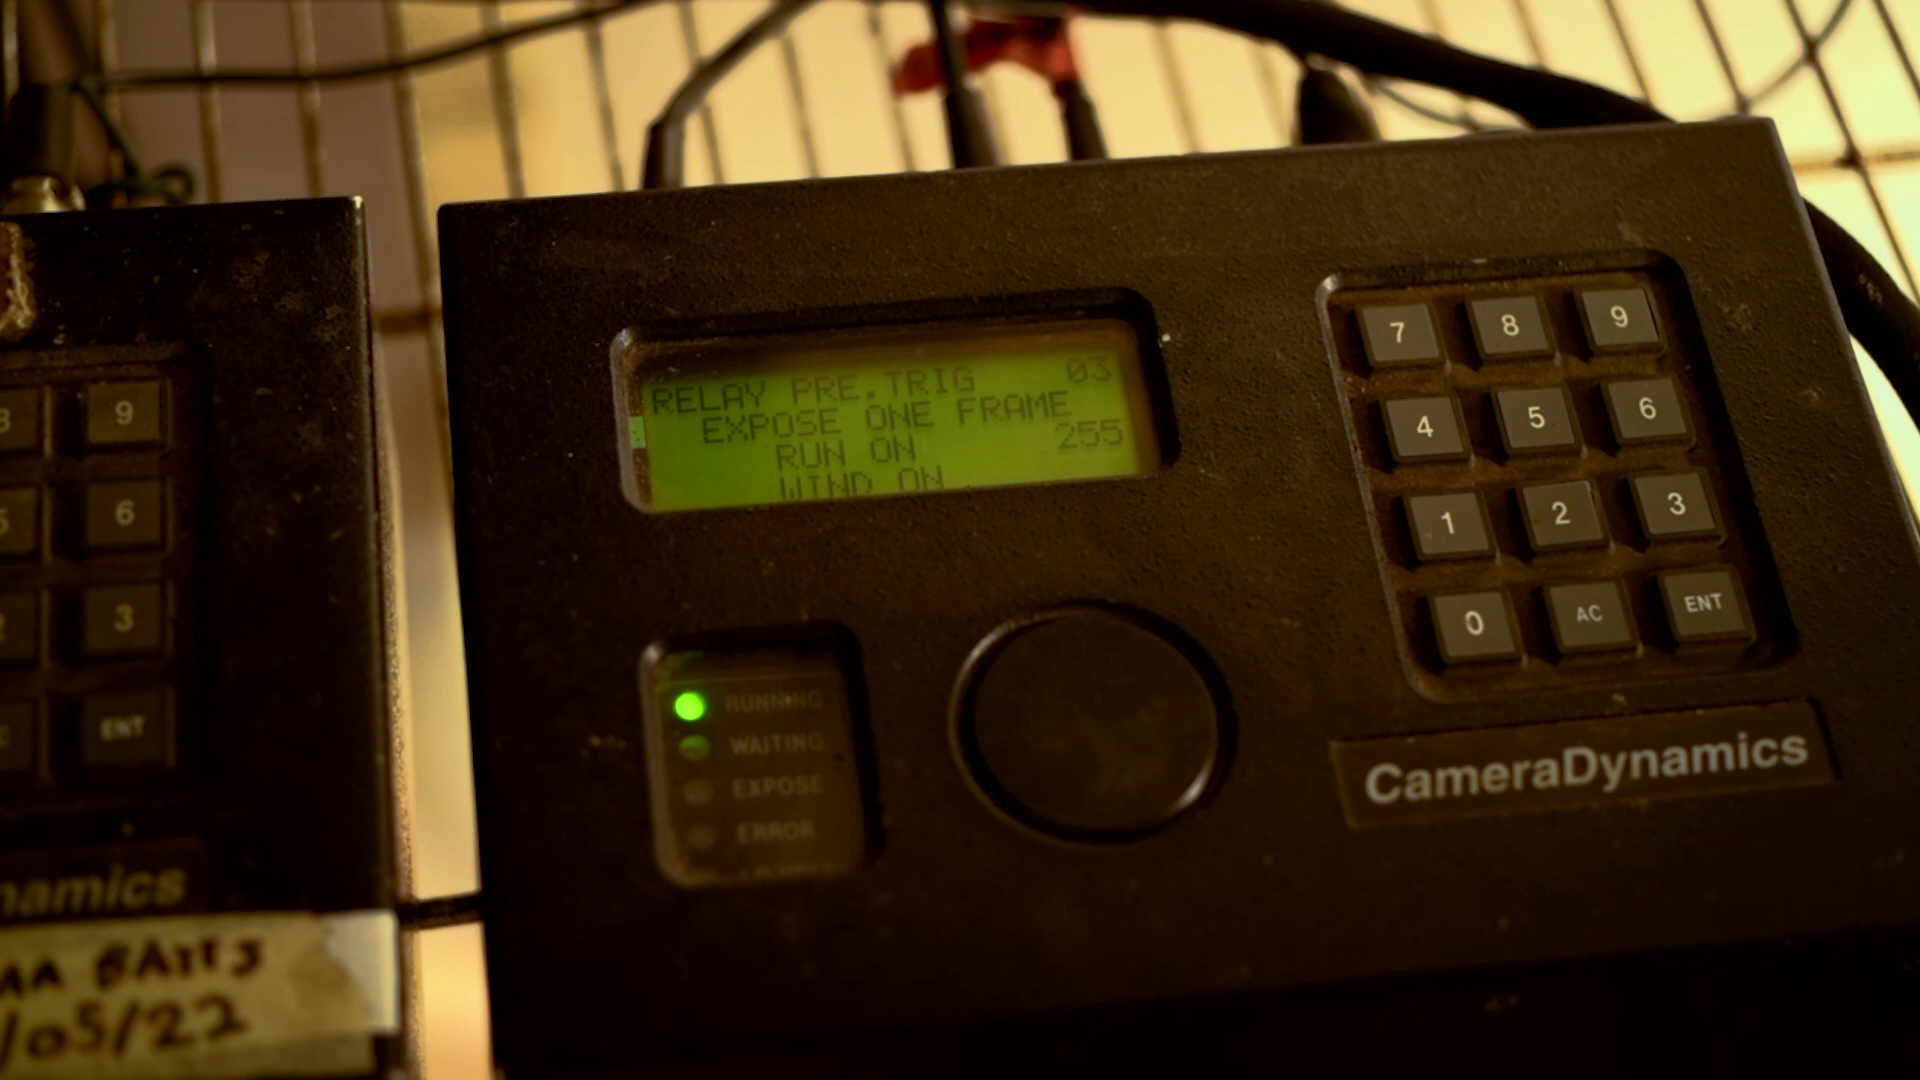 RELAY PRE.TRIG 03
EXPOSE ONE FRAME
RUN ON 255
WIND ON
7 8 9
4 5 6
1 2 3
0 AC ENT
RUNNING
WAITING
EXPOSE
ERROR
CameraDynamics
9
6
3
ENT
namics
/05/22